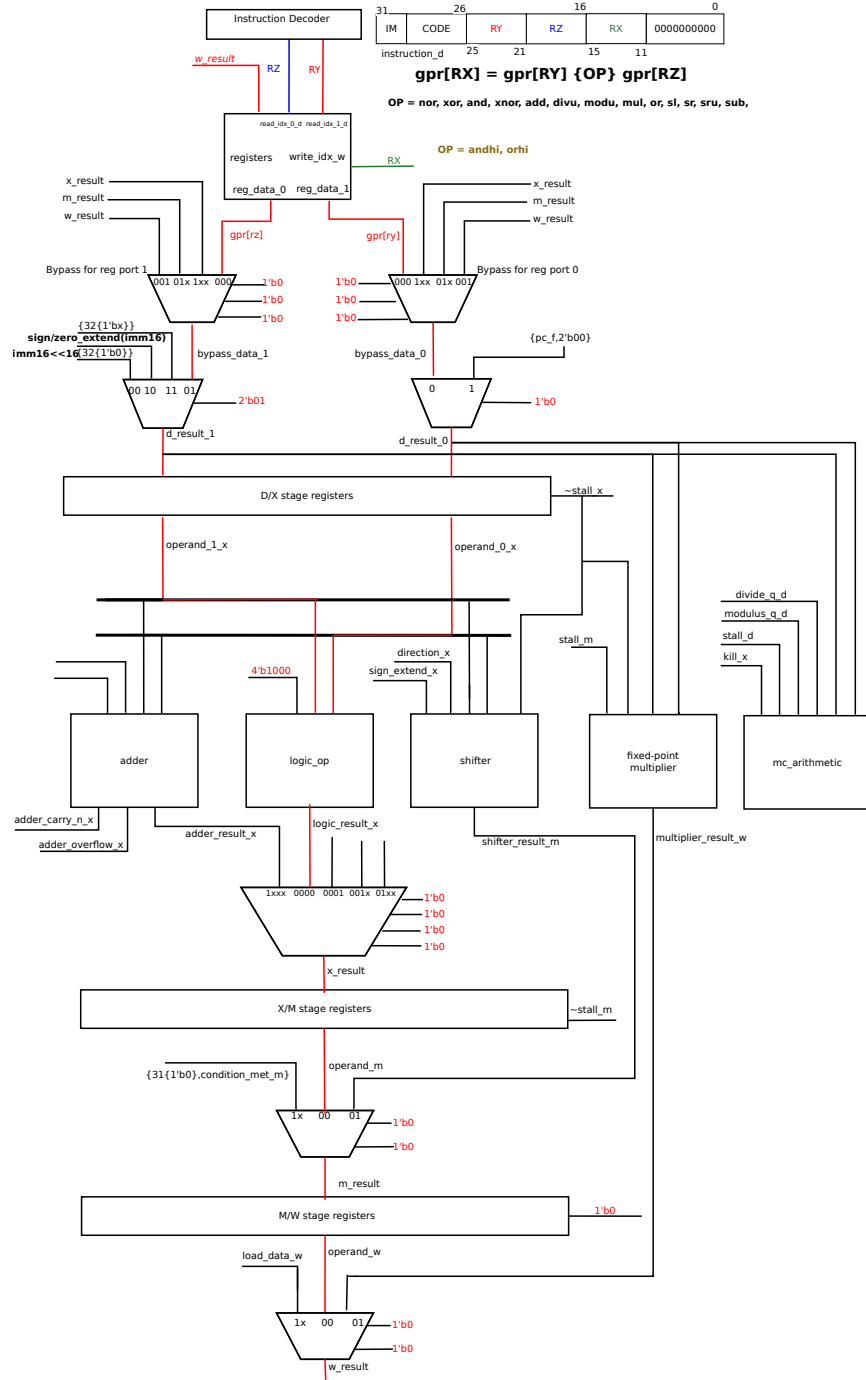 Instruction Decoder
31 26 16 0
IM CODE RY RZ RX 0000000000
instruction_d 25 21 15 11
gpr[RX] = gpr[RY] {OP} gpr[RZ]
OP = nor, xor, and, xnor, add, divu, modu, mul, or, sl, sr, sru, sub,
OP = andhi, orhi
w_result
RZ RY
read_idx_0_d read_idx_1_d
registers write_idx_w
reg_data_0 reg_data_1
RX
x_result
m_result
w_result
gpr[rz]
gpr[ry]
x_result
m_result
w_result
Bypass for reg port 1
001 01x 1xx 000
1'b0
1'b0
1'b0
1'b0
1'b0
1'b0
000 1xx 01x 001
Bypass for reg port 0
{32{1'bx}}
sign/zero_extend(imm16)
imm16<<16 {32{1'b0}}
bypass_data_1
bypass_data_0
{pc_f,2'b00}
00 10 11 01
2'b01
0 1
1'b0
d_result_1
d_result_0
D/X stage registers
~stall_x
operand_1_x
operand_0_x
divide_q_d
modulus_q_d
stall_d
kill_x
stall_m
direction_x
sign_extend_x
4'b1000
adder
logic_op
shifter
fixed-point
multiplier
mc_arithmetic
adder_carry_n_x
adder_overflow_x
adder_result_x
logic_result_x
shifter_result_m
multiplier_result_w
1xxx 0000 0001 001x 01xx
1'b0
1'b0
1'b0
1'b0
x_result
X/M stage registers
~stall_m
{31{1'b0},condition_met_m}
operand_m
1x 00 01
1'b0
1'b0
m_result
M/W stage registers
1'b0
load_data_w
operand_w
1x 00 01
1'b0
1'b0
w_result